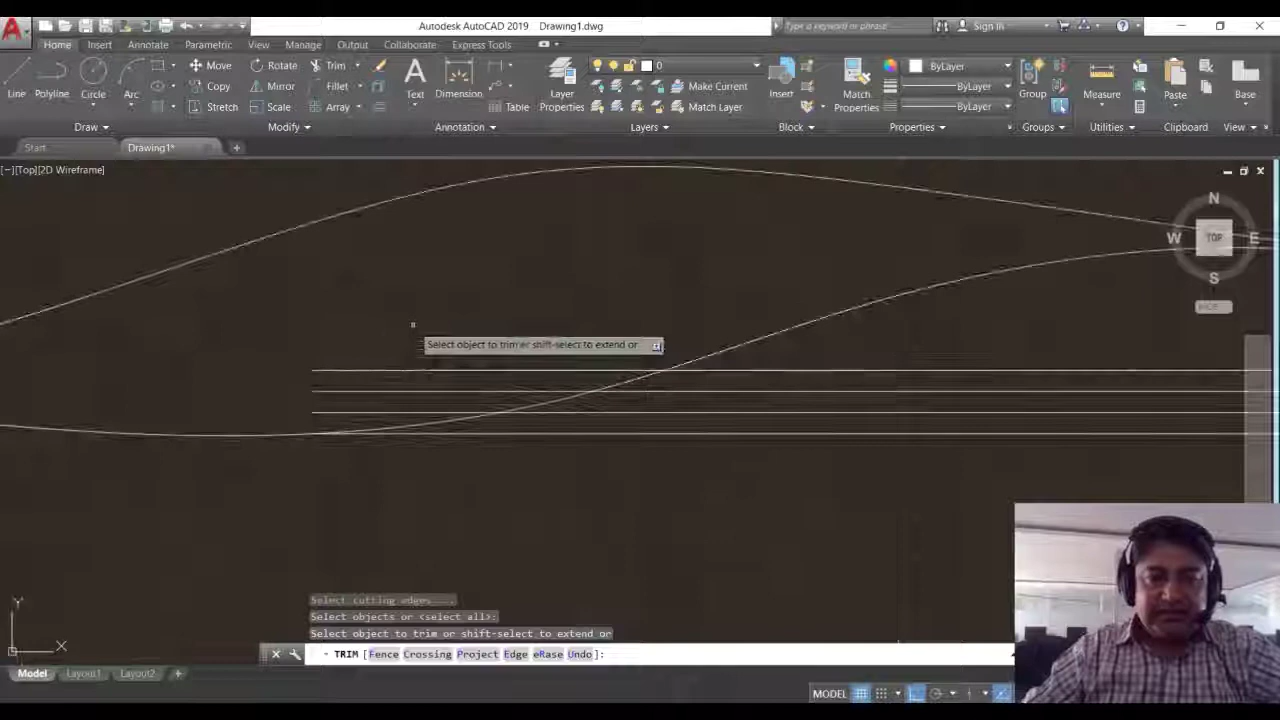 Autodesk AutoCAD 2019 Drawing1.dwg Type a keyword or phrase Sign In
Home Insert Annotate Parametric View Manage Output Collaborate Express Tools
Line Polyline Circle Arc
Move Rotate Trim
Copy Mirror Fillet
Stretch Scale Array
Text Dimension Table
Layer Properties
0
Make Current
Match Layer
Insert
Match Properties
ByLayer
ByLayer
ByLayer
Group Measure Paste Base
Draw Modify Annotation Layers Block Properties Groups Utilities Clipboard View
Start Drawing1*
[−][Top][2D Wireframe]
N
W TOP E
S
Select object to trim or shift-select to extend or
Select cutting edges...
Select objects or <select all>:
Select object to trim or shift-select to extend or
- TRIM [Fence Crossing Project Edge eRase Undo]:
Y
X
Model Layout1 Layout2 +
MODEL